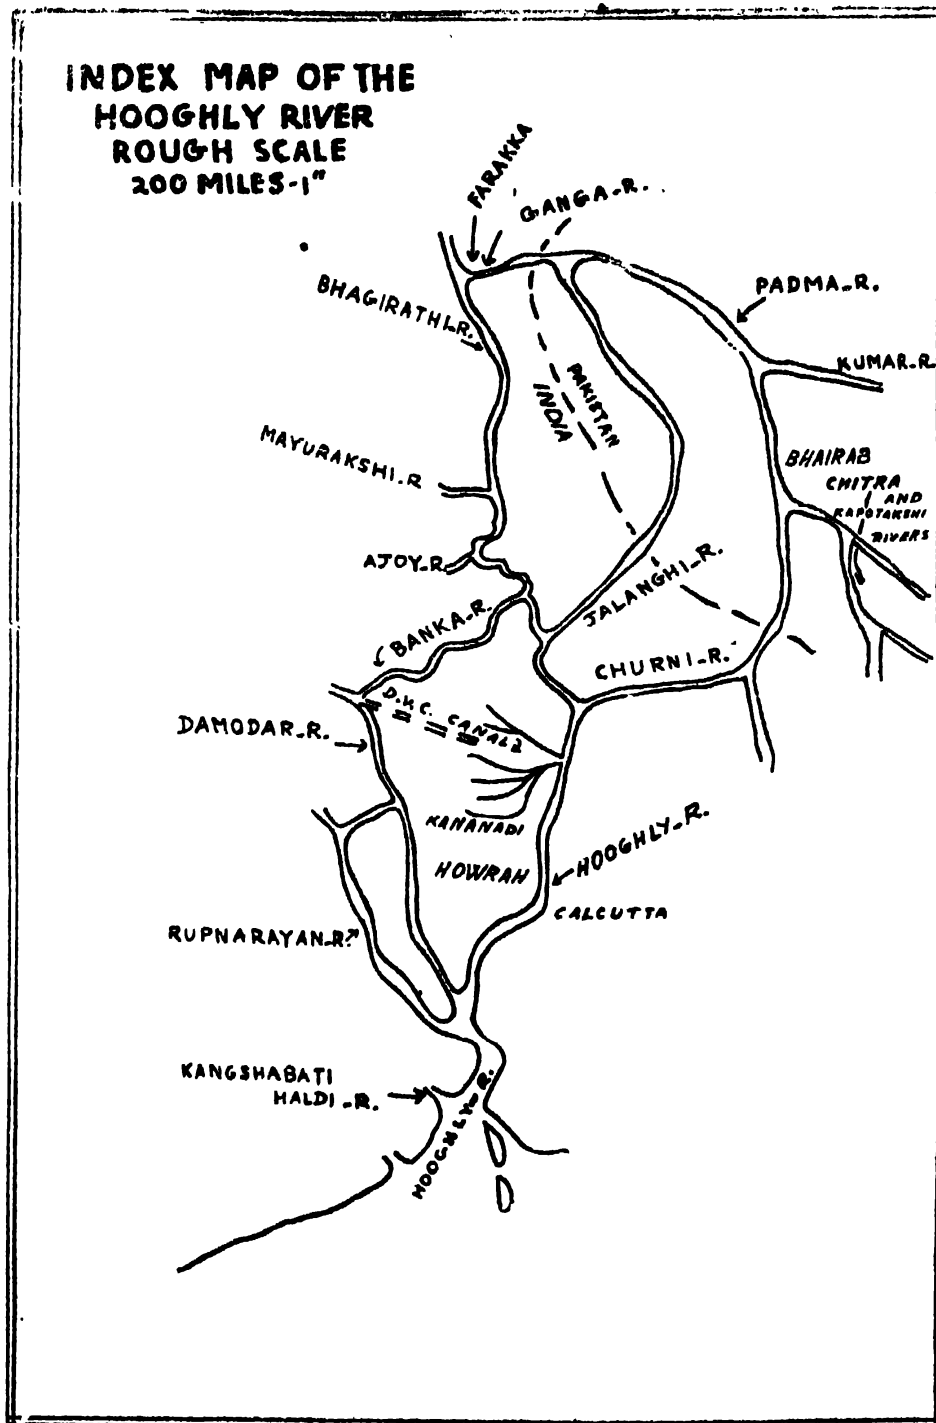 INDEX MAP OF THE
HOOGHLY RIVER
ROUGH SCALE
200 MILES-1"
FARAKKA
GANGA-R.
BHAGIRATHI-R.
PADMA-R.
KUMAR-R
PAKISTAN
INDIA
MAYURAKSHI-R
BHAIRAB
CHITRA
AND
KAPOTAKSHI
RIVERS
AJOY-R.
JALANGHI-R.
BANKA-R.
CHURNI-R.
D.V.C. CANALS
DAMODAR-R.
KANANADI
HOOGHLY-R.
HOWRAH
CALCUTTA
RUPNARAYAN-R.
KANGSHABATI
HALDI-R.
HOOGHLY-R.